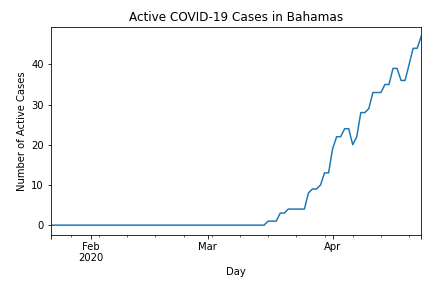 Active COVID-19 Cases in Bahamas
Number of Active Cases
40
30
20
10
0
Feb
2020
Mar
Apr
Day